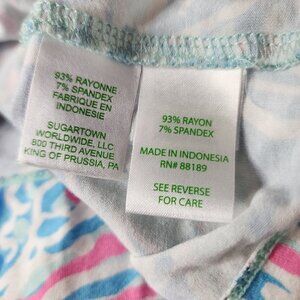 93% RAYONNE
7% SPANDEX
FABRIQUE EN
INDONESIE
SUGARTOWN
WORLDWIDE, LLC
800 THIRD AVENUE
KING OF PRUSSIA, PA
93% RAYON
7% SPANDEX
MADE IN INDONESIA
RN# 88189
SEE REVERSE
FOR CARE